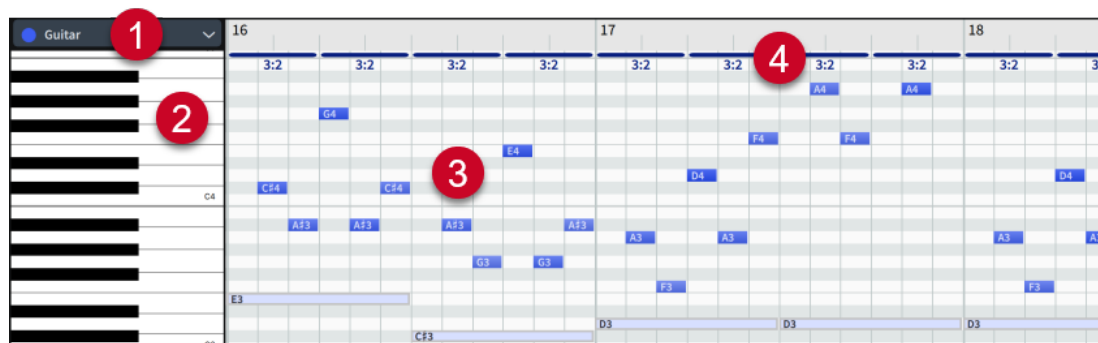 Guitar 1 16 17 18
3:2 3:2 3:2 3:2 3:2 3:2 4 3:2 3:2 3:2
A4 A4
2 G4
F4 F4
E4
3 D4 D4
C♯4 C♯4
C4
A♯3 A♯3 A♯3 A♯3
A3 A3 A3
G3 G3
F3 F3
E3
D3 D3 D3
C♯3